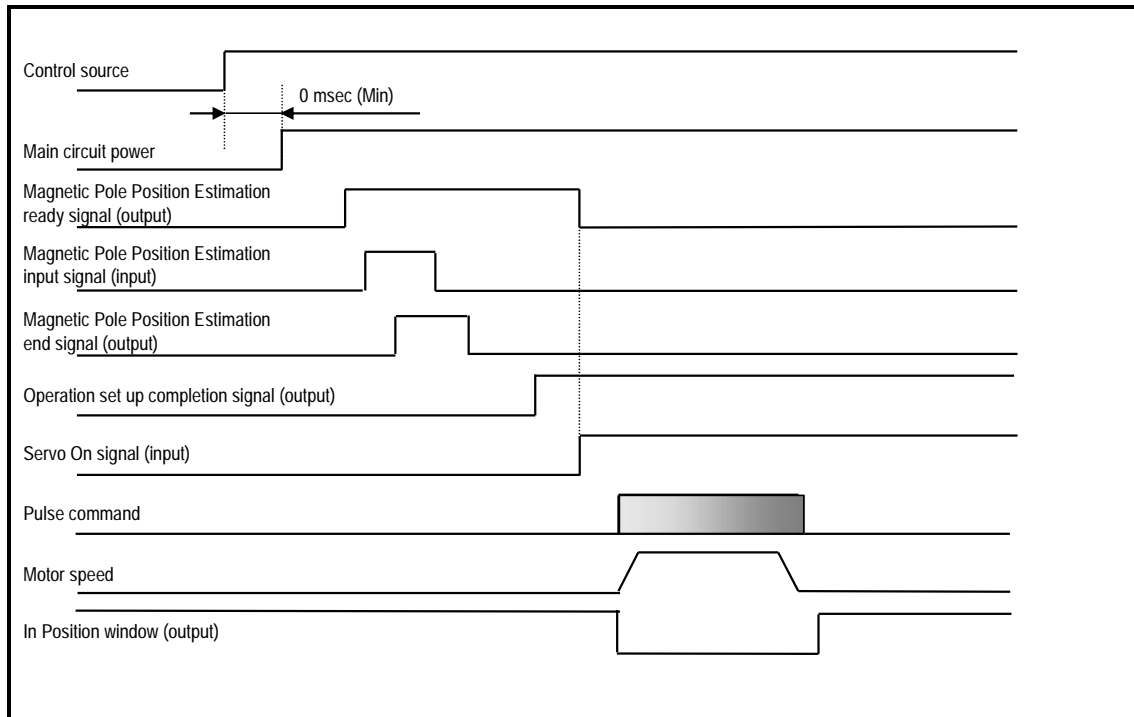 Control source
0 msec (Min)
Main circuit power
Magnetic Pole Position Estimation
ready signal (output)
Magnetic Pole Position Estimation
input signal (input)
Magnetic Pole Position Estimation
end signal (output)
Operation set up completion signal (output)
Servo On signal (input)
Pulse command
Motor speed
In Position window (output)